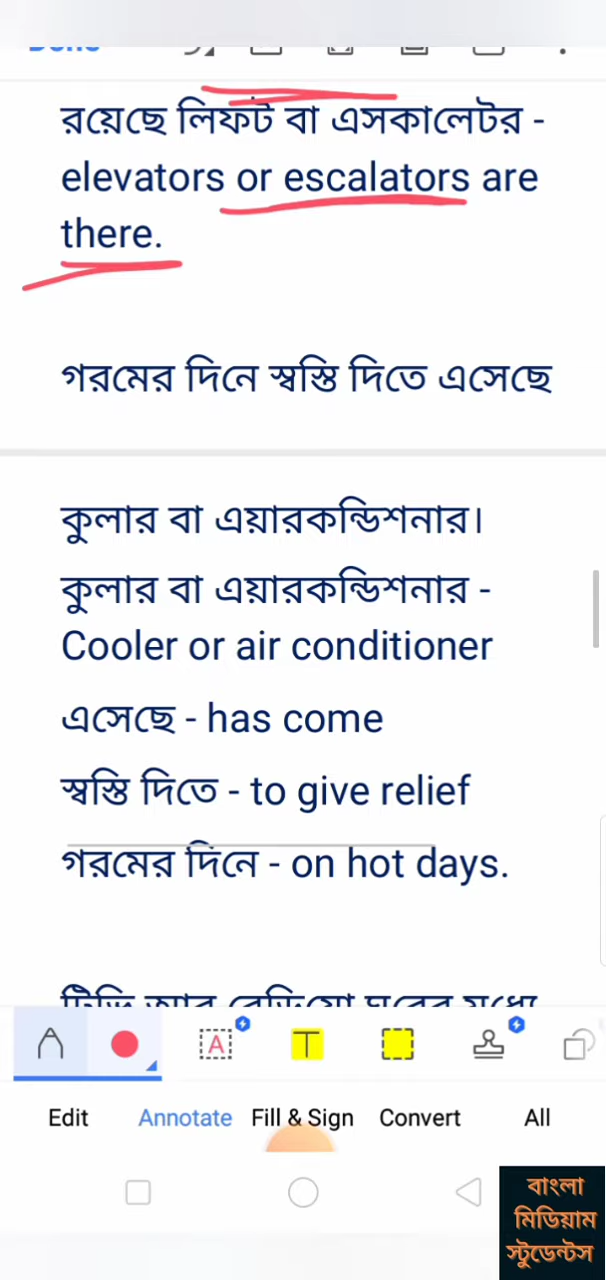 রয়েছে লিফট বা এসকালেটর -
elevators or escalators are
there.
গরমের দিনে স্বস্তি দিতে এসেছে
কুলার বা এয়ারকন্ডিশনার।
কুলার বা এয়ারকন্ডিশনার -
Cooler or air conditioner
এসেছে - has come
স্বস্তি দিতে - to give relief
গরমের দিনে - on hot days.
A
T
Edit Annotate Fill & Sign Convert All
বাংলা
মিডিয়াম
স্টুডেন্টস